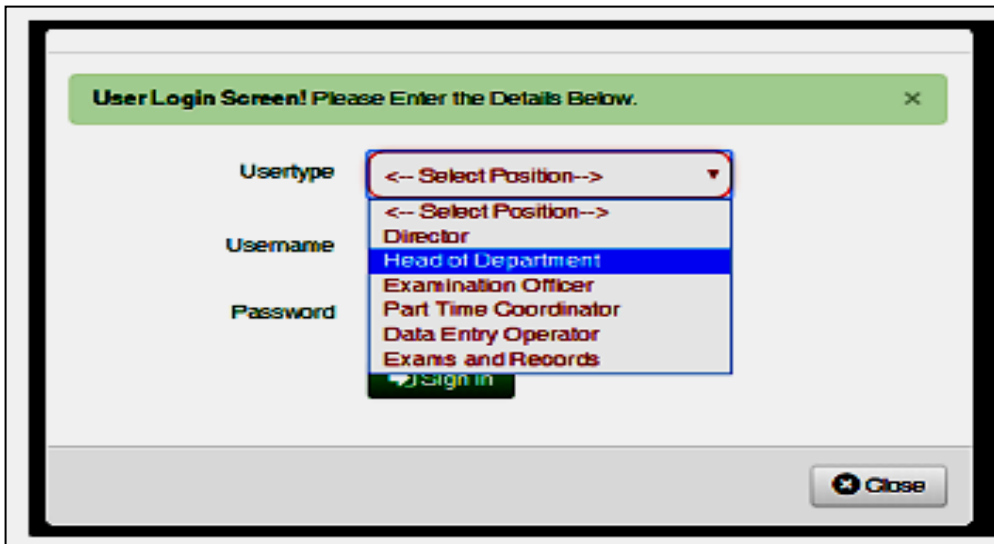 User Login Screen! Please Enter the Details Below. ×
Usertype
<-- Select Position-->
<-- Select Position-->
Director
Username
Head of Department
Examination Officer
Password
Part Time Coordinator
Data Entry Operator
Exams and Records
Sign in
Close